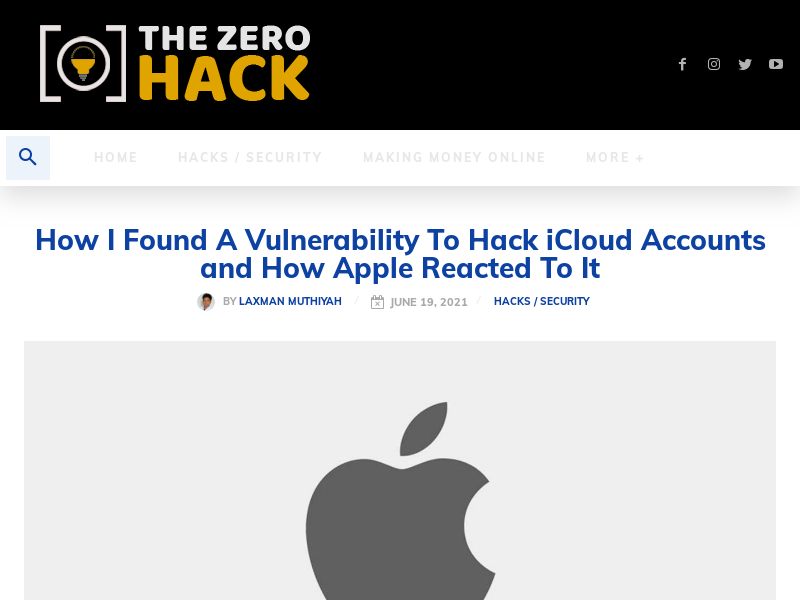 THE ZERO
HACK
HOME HACKS / SECURITY MAKING MONEY ONLINE MORE +
How I Found A Vulnerability To Hack iCloud Accounts
and How Apple Reacted To It
BY LAXMAN MUTHIYAH / JUNE 19, 2021 / HACKS / SECURITY